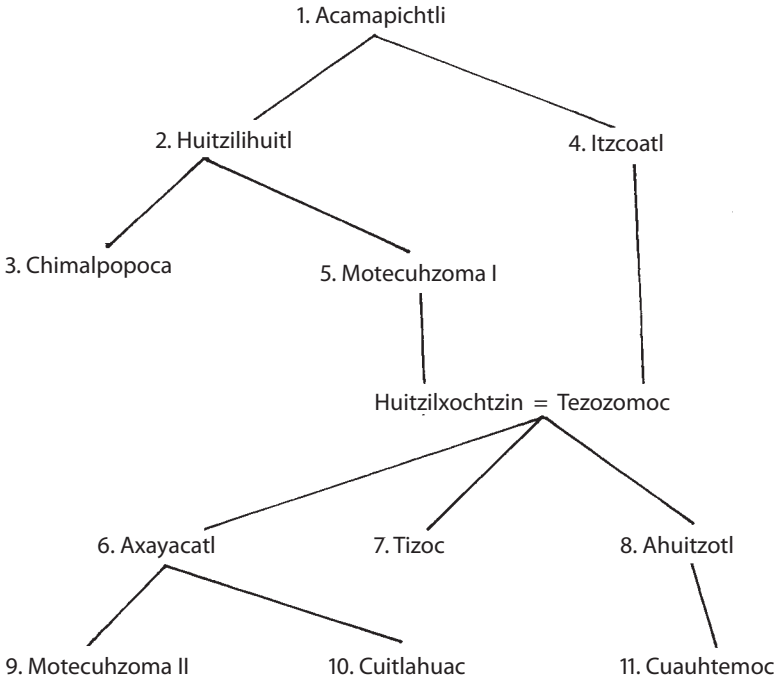 1. Acamapichtli
2. Huitzilihuitl
4. Itzcoatl
3. Chimalpopoca
5. Motecuhzoma I
Huitzilxochtzin = Tezozomoc
6. Axayacatl
7. Tizoc
8. Ahuitzotl
9. Motecuhzoma II
10. Cuitlahuac
11. Cuauhtemoc